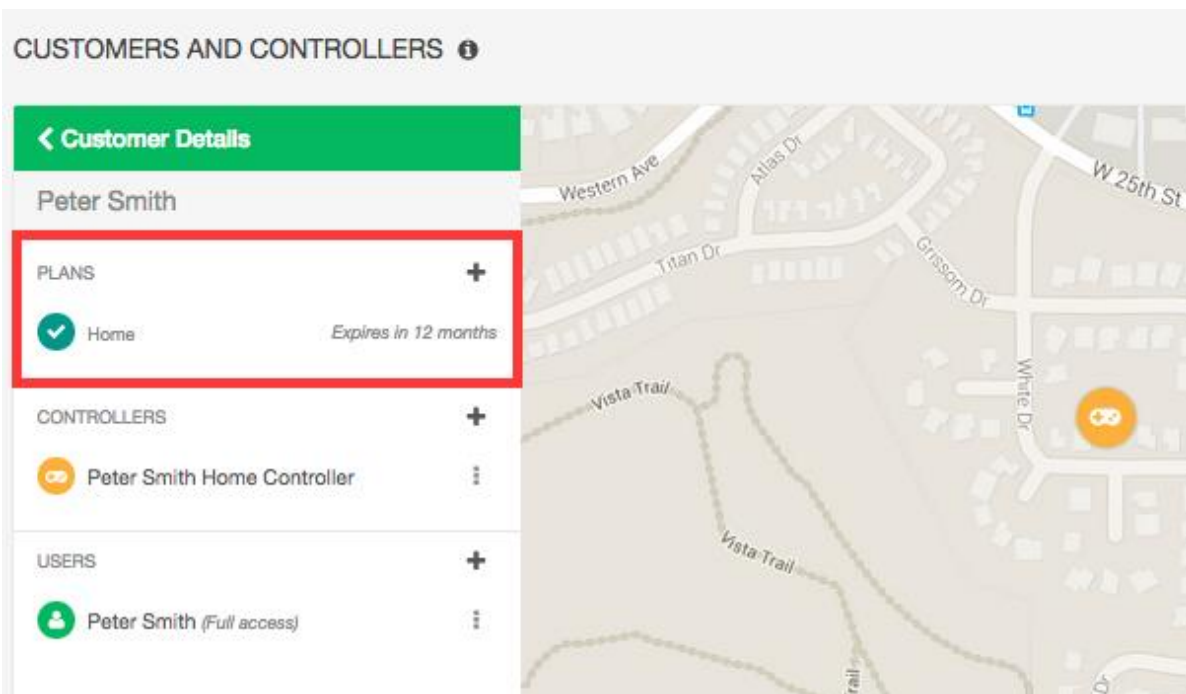 CUSTOMERS AND CONTROLLERS
Customer Details
Peter Smith
PLANS
Home
Expires in 12 months
CONTROLLERS
Peter Smith Home Controller
USERS
Peter Smith (Full access)
Western Ave
Atlas Dr
W 25th St
Titan Dr
Grissom Dr
White Dr
Vista Trail
Vista Trail
Trail
Dr